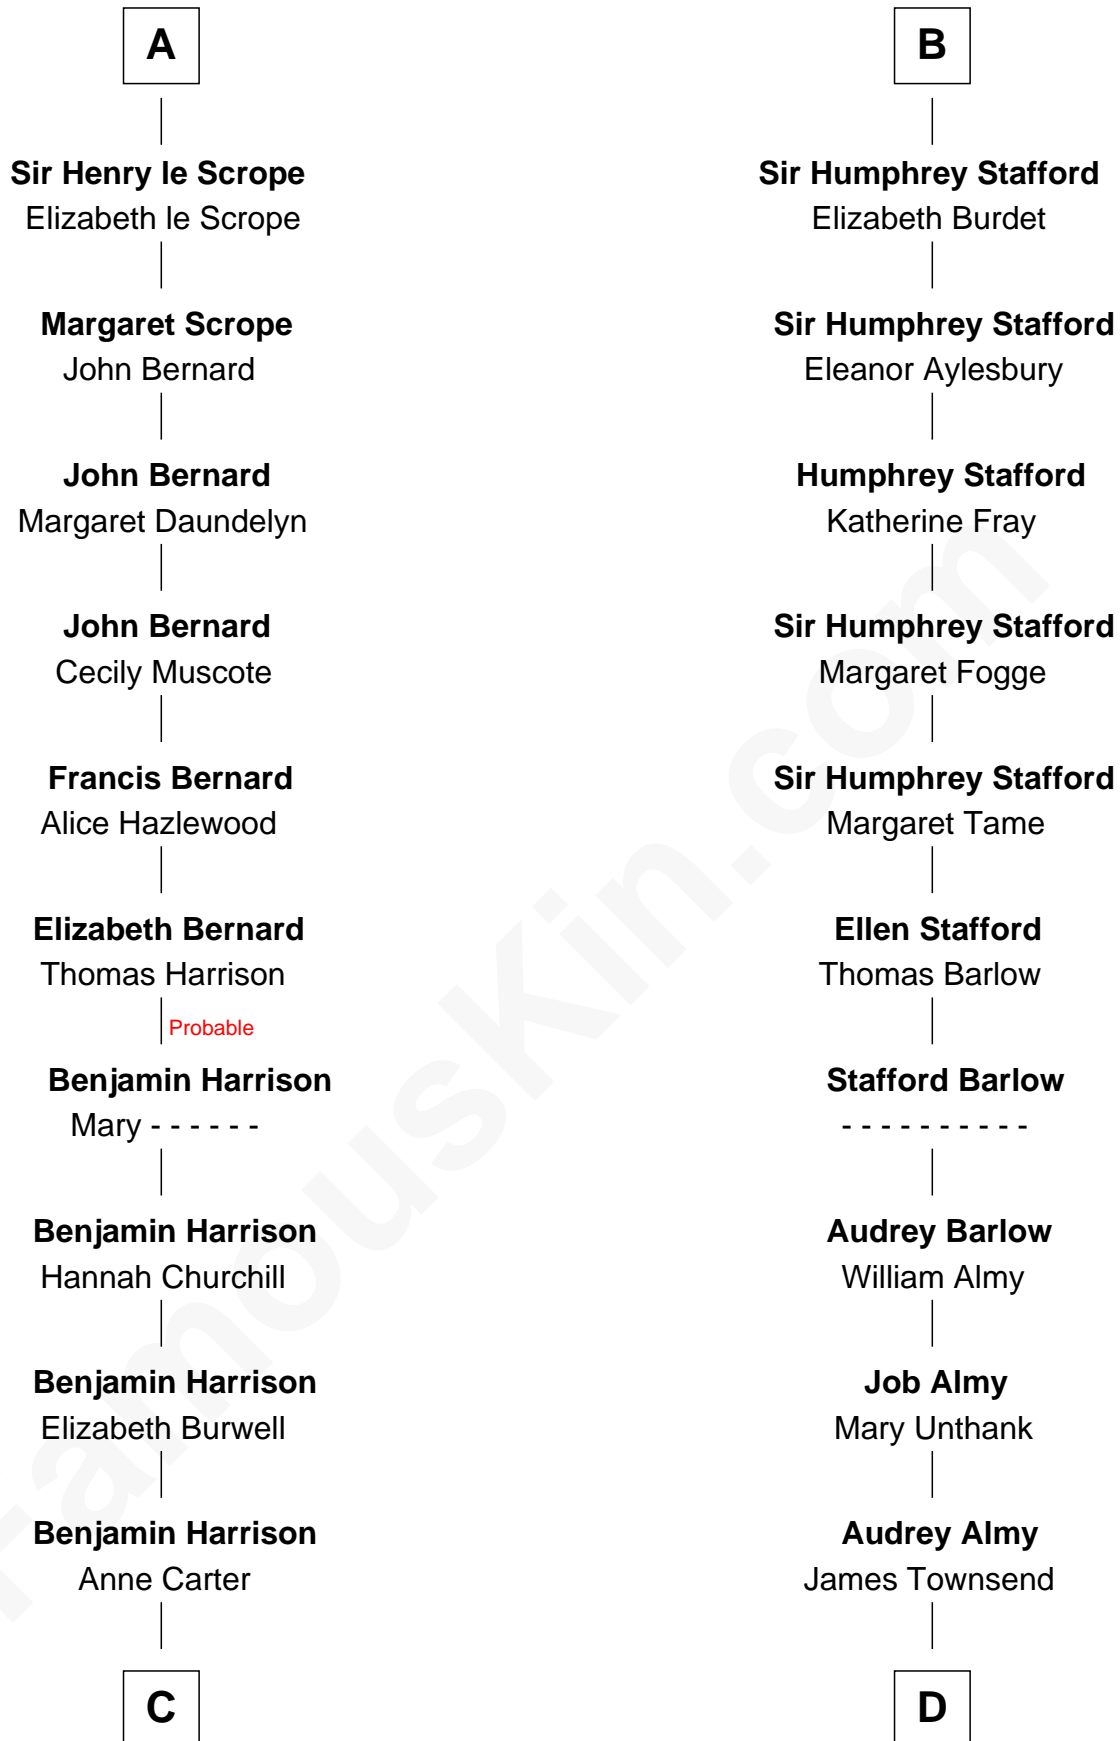 A
B
Sir Henry le Scrope
Elizabeth le Scrope
Sir Humphrey Stafford
Elizabeth Burdet
Margaret Scrope
John Bernard
Sir Humphrey Stafford
Eleanor Aylesbury
John Bernard
Margaret Daundelyn
Humphrey Stafford
Katherine Fray
John Bernard
Cecily Muscote
Sir Humphrey Stafford
Margaret Fogge
Francis Bernard
Alice Hazlewood
Sir Humphrey Stafford
Margaret Tame
Elizabeth Bernard
Thomas Harrison
Ellen Stafford
Thomas Barlow
Probable
Benjamin Harrison
Mary - - - - - -
Stafford Barlow
- - - - - - - - - -
Benjamin Harrison
Hannah Churchill
Audrey Barlow
William Almy
Benjamin Harrison
Elizabeth Burwell
Job Almy
Mary Unthank
Benjamin Harrison
Anne Carter
Audrey Almy
James Townsend
C
D
FamousKin.com